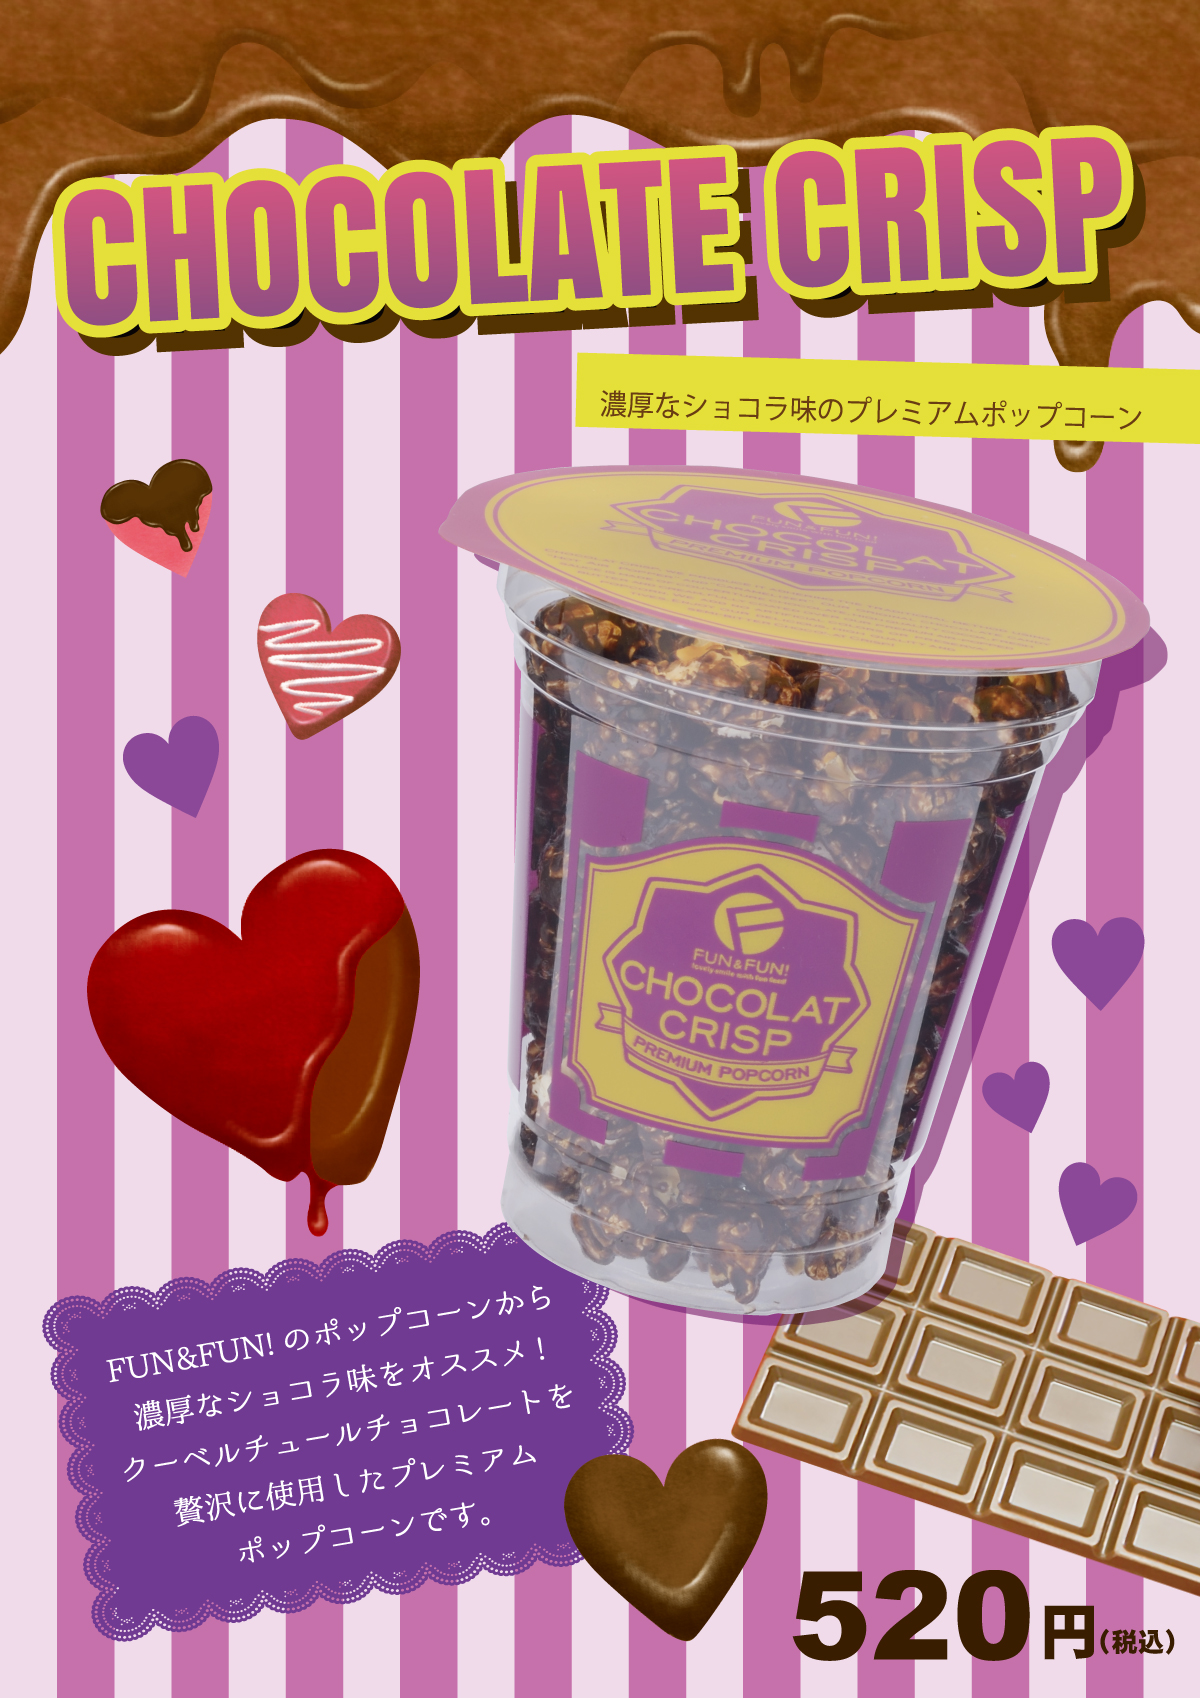 CHOCOLATE CRISP
濃厚なショコラ味のプレミアムポップコーン
FUN&FUN!
CHOCOLAT
CRISP
PREMIUM POPCORN
FUN&FUN!
lovely smile with fun food
CHOCOLAT
CRISP
PREMIUM POPCORN
FUN&FUN! のポップコーンから
濃厚なショコラ味をオススメ！
クーベルチュールチョコレートを
贅沢に使用したプレミアム
ポップコーンです。
520円(税込)